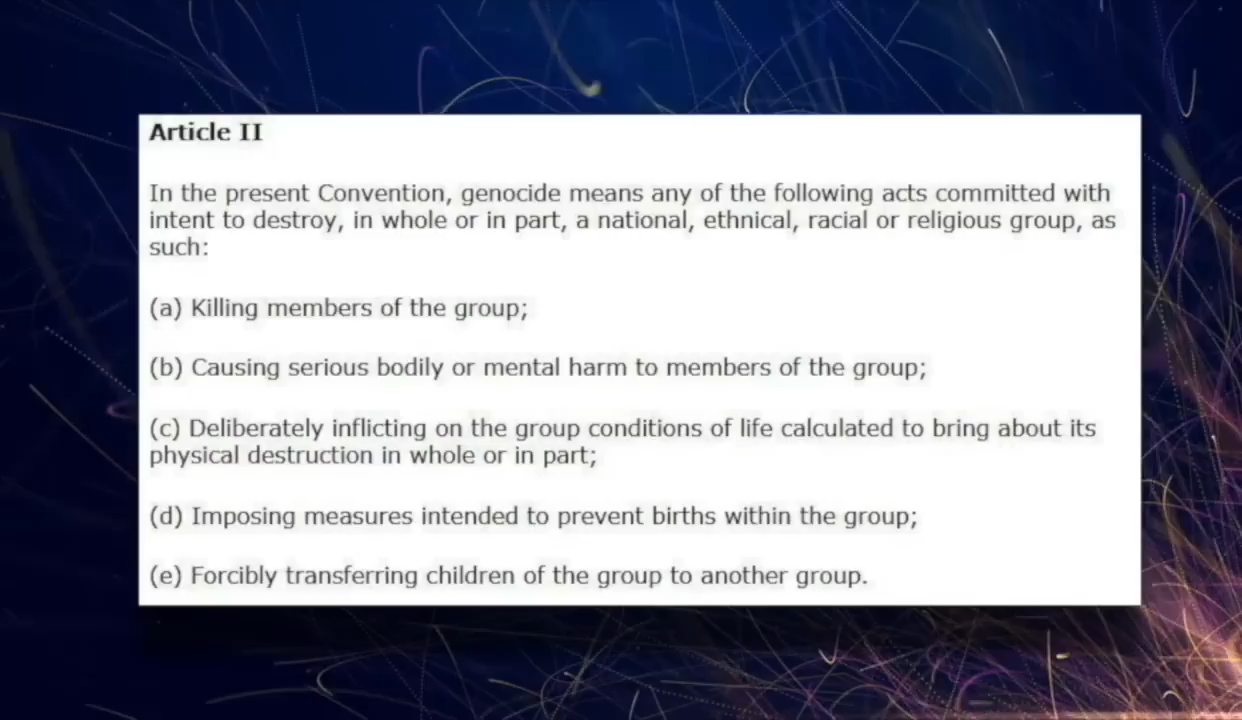 Article II
In the present Convention, genocide means any of the following acts committed with
intent to destroy, in whole or in part, a national, ethnical, racial or religious group, as
such:
(a) Killing members of the group;
(b) Causing serious bodily or mental harm to members of the group;
(c) Deliberately inflicting on the group conditions of life calculated to bring about its
physical destruction in whole or in part;
(d) Imposing measures intended to prevent births within the group;
(e) Forcibly transferring children of the group to another group.